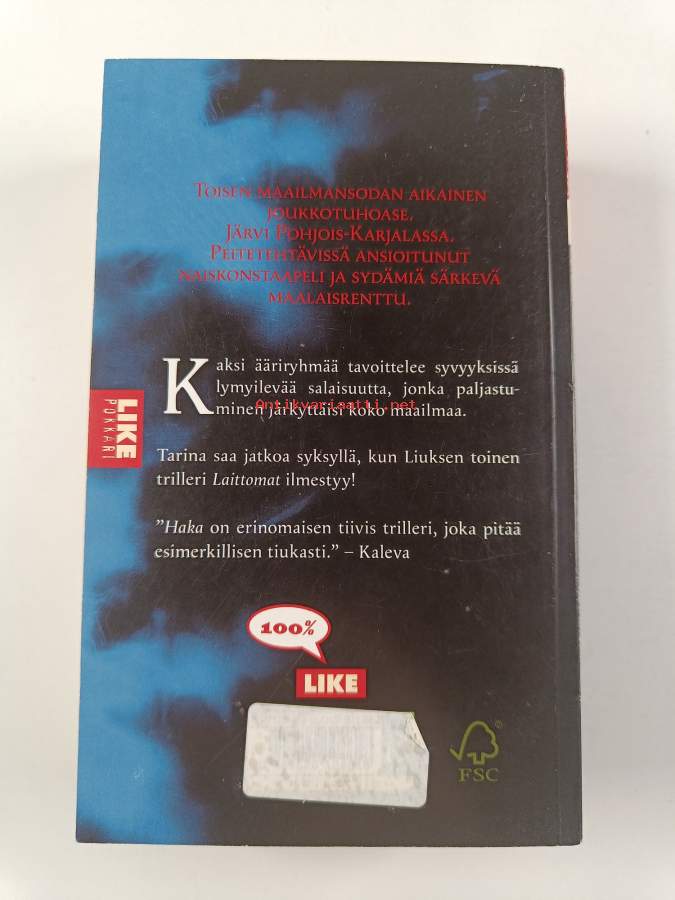 TOISEN MAAILMANSODAN AIKAINEN
JOUKKOTUHOASE.
JÄRVI POHJOIS-KARJALASSA.
PEITETEHTÄVISSÄ ANSIOITUNUT
NAISKONSTAAPELI JA SYDÄMIÄ SÄRKEVÄ
MAALAISRENTTU.
Kaksi ääriryhmää tavoittelee syvyyksissä
lymyilevää salaisuutta, jonka paljastu-
minen järkyttäisi koko maailmaa.
Antikvariaatti.net
LIKE
POKKARI
Tarina saa jatkoa syksyllä, kun Liuksen toinen
trilleri Laittomat ilmestyy!
”Haka on erinomaisen tiivis trilleri, joka pitää
esimerkillisen tiukasti.” – Kaleva
100%
LIKE
FSC